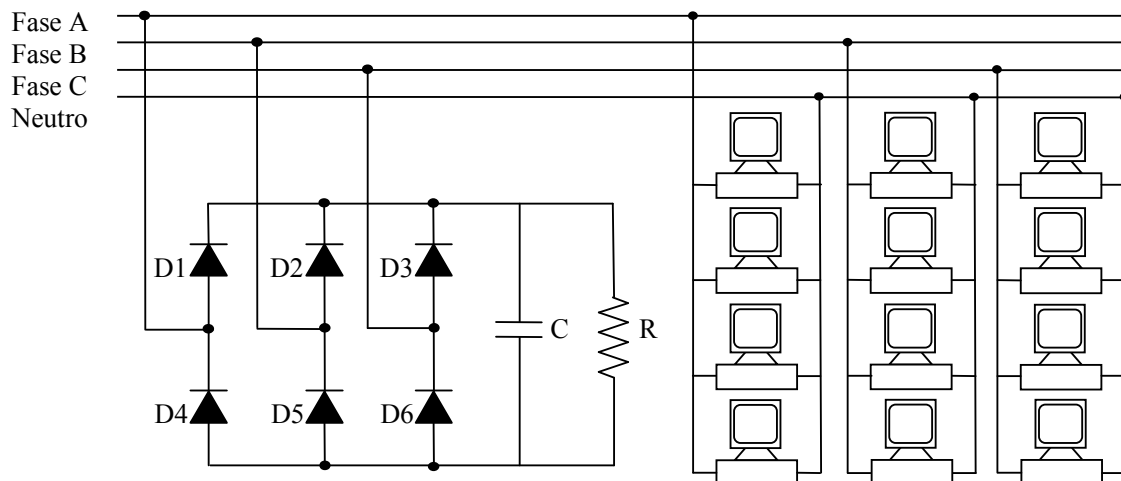 Fase A
Fase B
Fase C
Neutro
D1 D2 D3
C R
D4 D5 D6